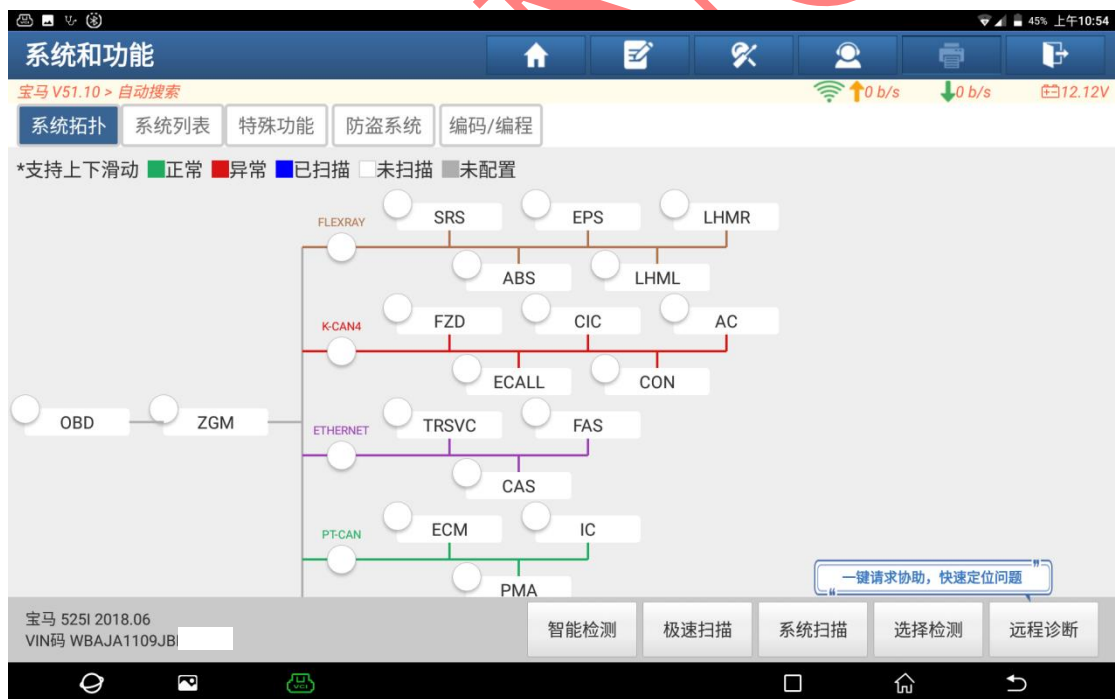 45% 上午10:54
系统和功能
宝马 V51.10 > 自动搜索 0 b/s 0 b/s 12.12V
系统拓扑 系统列表 特殊功能 防盗系统 编码/编程
*支持上下滑动 正常 异常 已扫描 未扫描 未配置
FLEXRAY SRS EPS LHMR
ABS LHML
K-CAN4 FZD CIC AC
ECALL CON
OBD ZGM
ETHERNET TRSVC FAS
CAS
PT-CAN ECM IC
PMA
一键请求协助，快速定位问题
宝马 525I 2018.06
VIN码 WBAJA1109JB
智能检测 极速扫描 系统扫描 选择检测 远程诊断
VCI